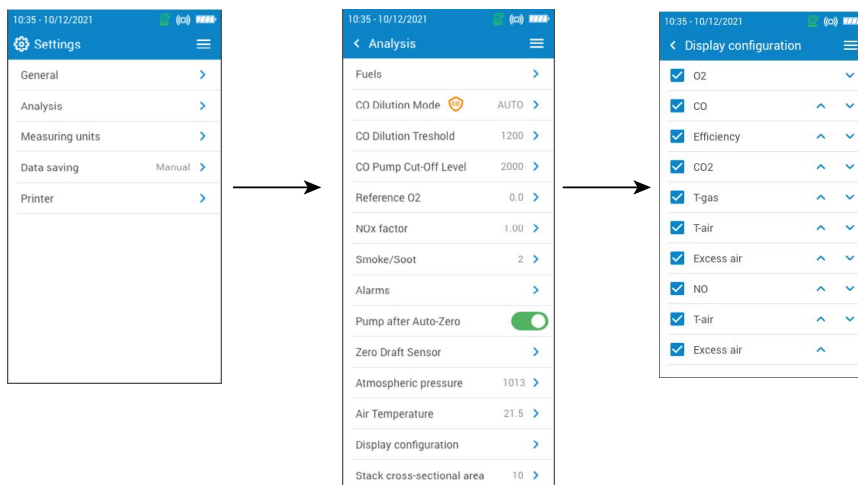 10:35 - 10/12/2021
Settings
General
Analysis
Measuring units
Data saving Manual
Printer
10:35 - 10/12/2021
Analysis
Fuels
CO Dilution Mode CO AUTO
CO Dilution Treshold 1200
CO Pump Cut-Off Level 2000
Reference O2 0.0
NOx factor 1.00
Smoke/Soot 2
Alarms
Pump after Auto-Zero
Zero Draft Sensor
Atmospheric pressure 1013
Air Temperature 21.5
Display configuration
Stack cross-sectional area 10
10:35 - 10/12/2021
Display configuration
O2
CO
Efficiency
CO2
T-gas
T-air
Excess air
NO
T-air
Excess air